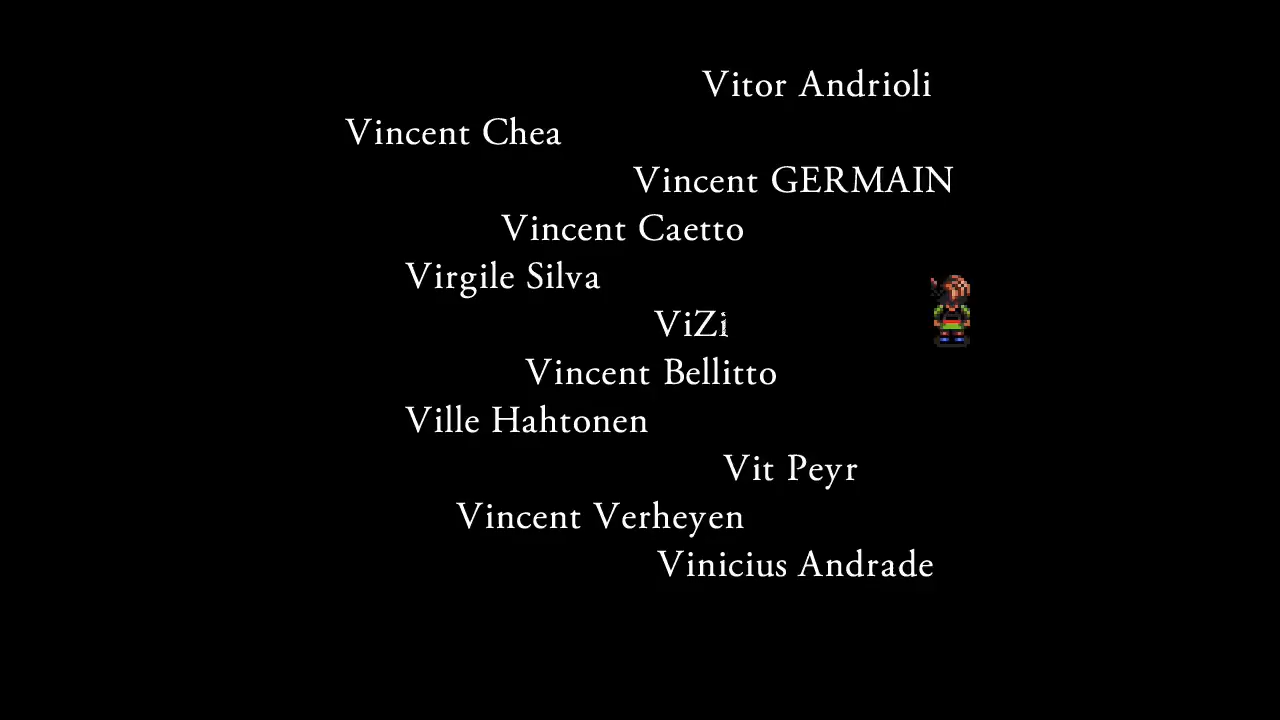 Vitor Andrioli
Vincent Chea
Vincent GERMAIN
Vincent Caetto
Virgile Silva
ViZi
Vincent Bellitto
Ville Hahtonen
Vit Peyr
Vincent Verheyen
Vinicius Andrade